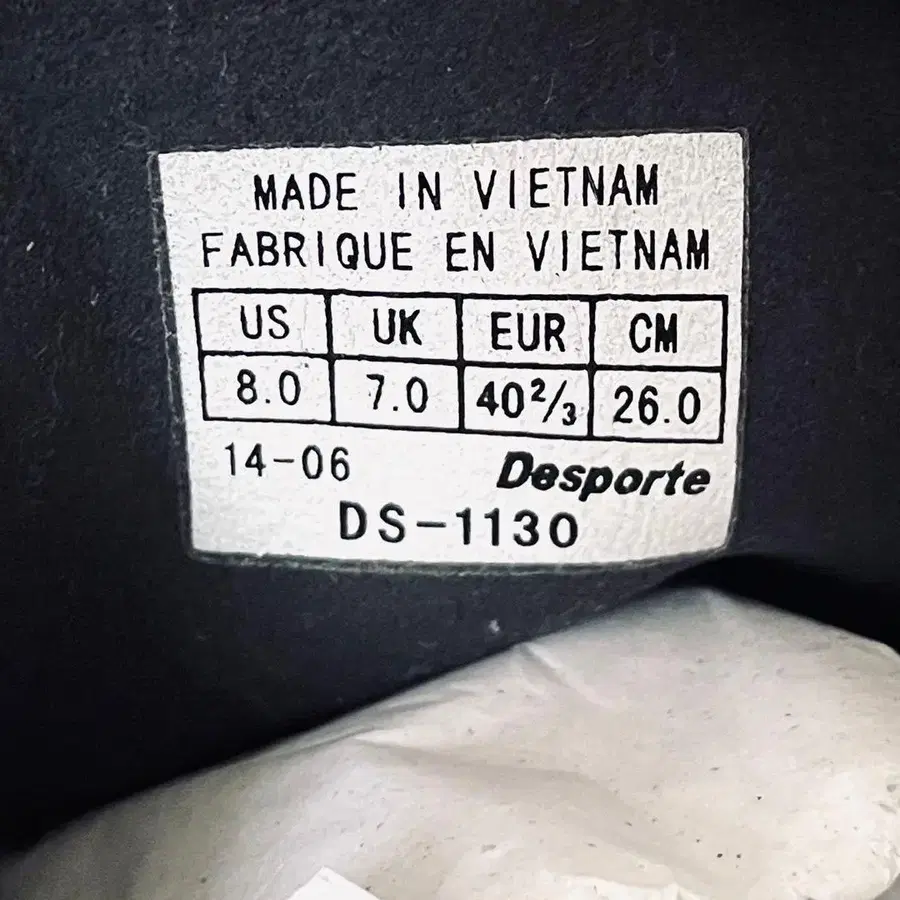 MADE IN VIETNAM
FABRIQUE EN VIETNAM
US UK EUR CM
8.0 7.0 40²/₃ 26.0
14-06 Desporte
DS-1130